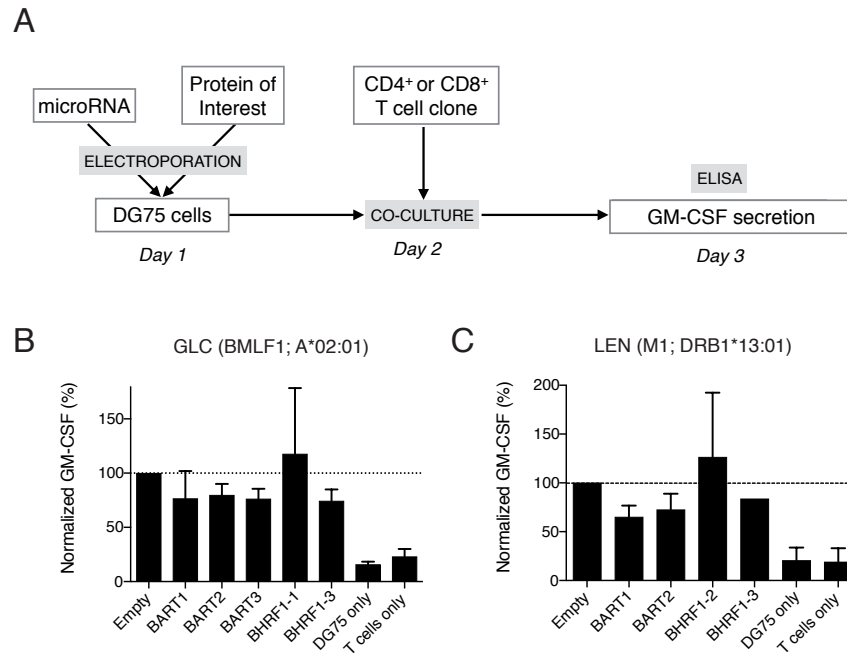 A
microRNA
Protein of
Interest
CD4+ or CD8+
T cell clone
ELECTROPORATION
ELISA
DG75 cells
CO-CULTURE
GM-CSF secretion
Day 1
Day 2
Day 3
B
GLC (BMLF1; A*02:01)
Normalized GM-CSF (%)
150
100
50
0
Empty
BART1
BART2
BART3
BHRF1-1
BHRF1-3
DG75 only
T cells only
C
LEN (M1; DRB1*13:01)
Normalized GM-CSF (%)
200
150
100
50
0
Empty
BART1
BART2
BHRF1-2
BHRF1-3
DG75 only
T cells only